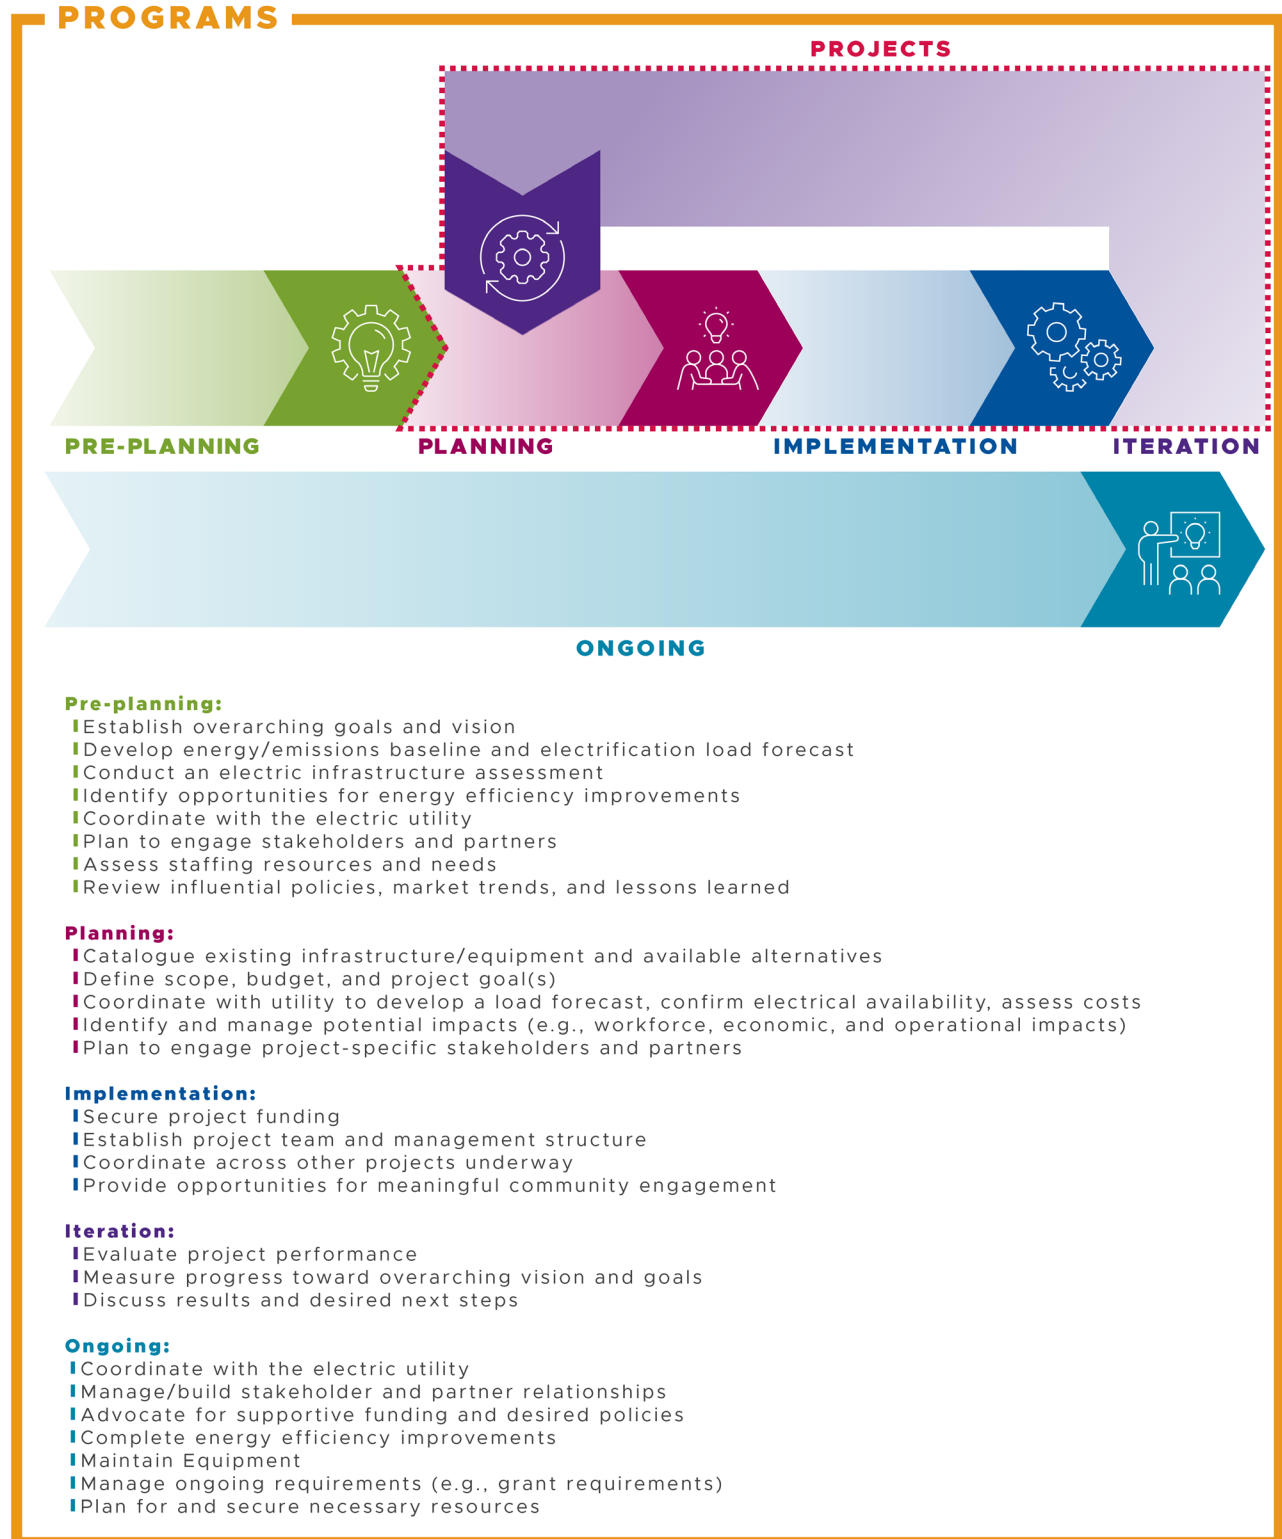 PROGRAMS
PROJECTS
PRE-PLANNING
PLANNING
IMPLEMENTATION
ITERATION
ONGOING
Pre-planning:
Establish overarching goals and vision
Develop energy/emissions baseline and electrification load forecast
Conduct an electric infrastructure assessment
Identify opportunities for energy efficiency improvements
Coordinate with the electric utility
Plan to engage stakeholders and partners
Assess staffing resources and needs
Review influential policies, market trends, and lessons learned
Planning:
Catalogue existing infrastructure/equipment and available alternatives
Define scope, budget, and project goal(s)
Coordinate with utility to develop a load forecast, confirm electrical availability, assess costs
Identify and manage potential impacts (e.g., workforce, economic, and operational impacts)
Plan to engage project-specific stakeholders and partners
Implementation:
Secure project funding
Establish project team and management structure
Coordinate across other projects underway
Provide opportunities for meaningful community engagement
Iteration:
Evaluate project performance
Measure progress toward overarching vision and goals
Discuss results and desired next steps
Ongoing:
Coordinate with the electric utility
Manage/build stakeholder and partner relationships
Advocate for supportive funding and desired policies
Complete energy efficiency improvements
Maintain Equipment
Manage ongoing requirements (e.g., grant requirements)
Plan for and secure necessary resources